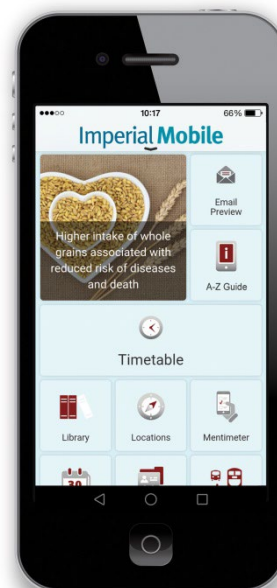 10:17
66%
Imperial Mobile
Higher intake of whole
grains associated with
reduced risk of diseases
and death
Email
Preview
A-Z Guide
Timetable
Library
Locations
Mentimeter
30